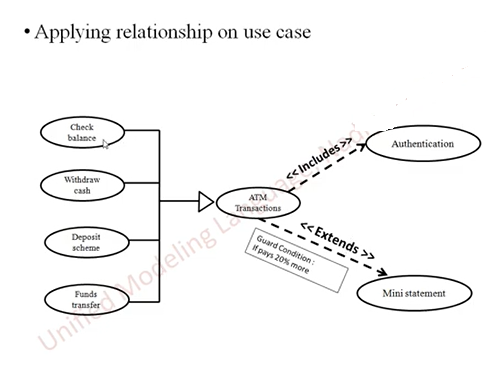 • Applying relationship on use case
Check
balance
Withdraw
cash
Deposit
scheme
Funds
transfer
ATM
Transactions
<< Includes >>
Authentication
<< Extends >>
Guard Condition :
If pays 20% more
Mini statement
Unified Modeling Language